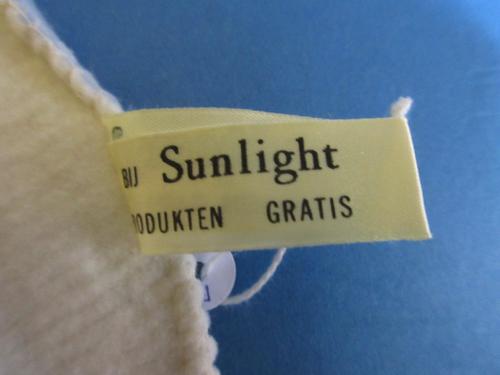 BIJ Sunlight
RODUKTEN GRATIS